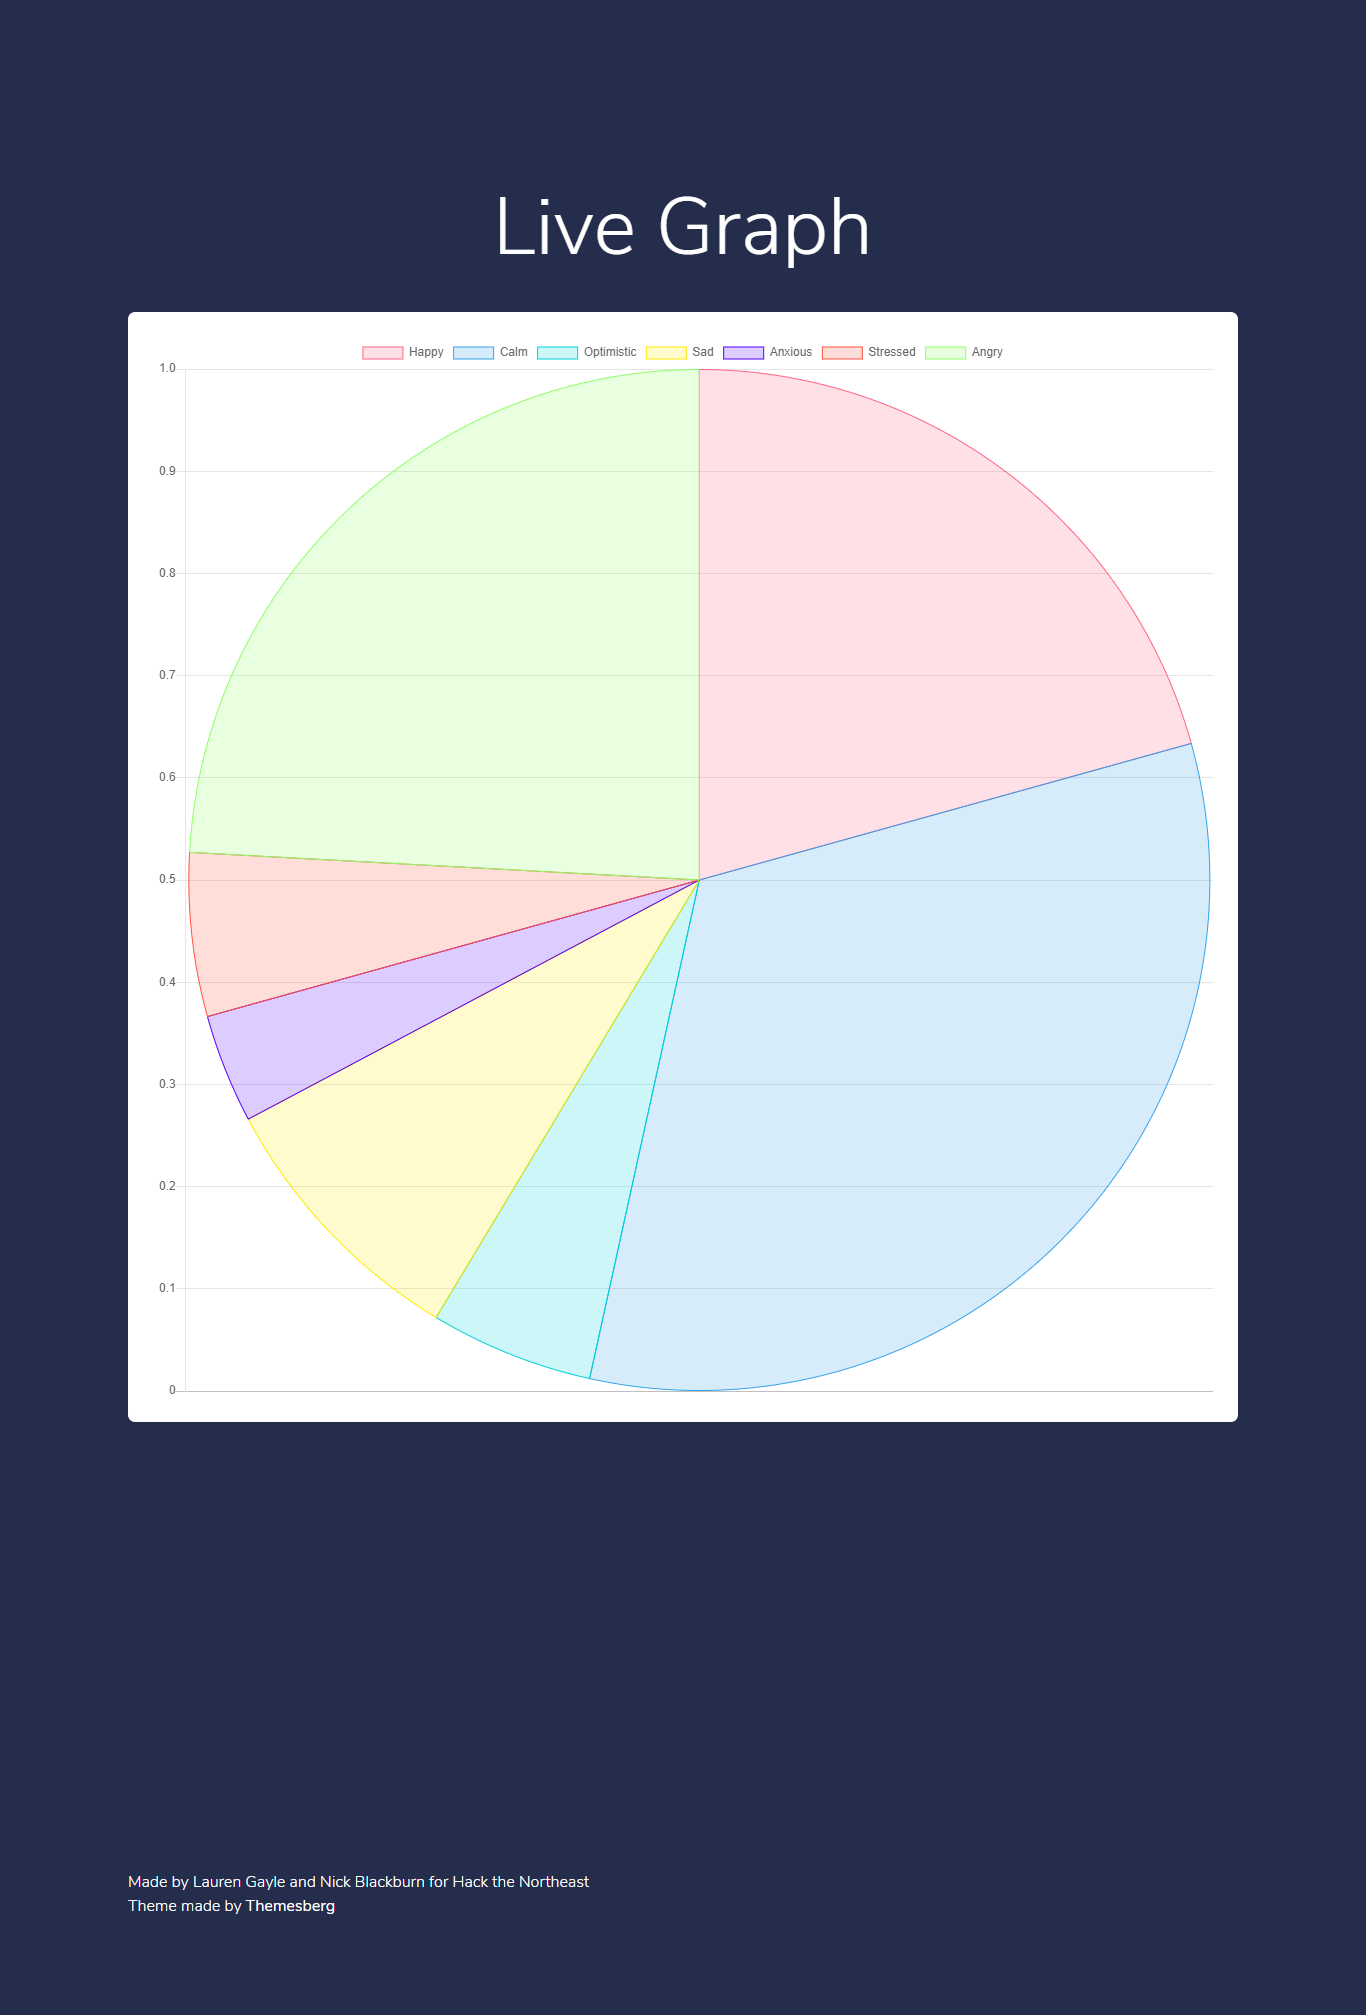 Live Graph
Happy Calm Optimistic Sad Anxious Stressed Angry
1.0
0.9
0.8
0.7
0.6
0.5
0.4
0.3
0.2
0.1
0
Made by Lauren Gayle and Nick Blackburn for Hack the Northeast
Theme made by Themesberg